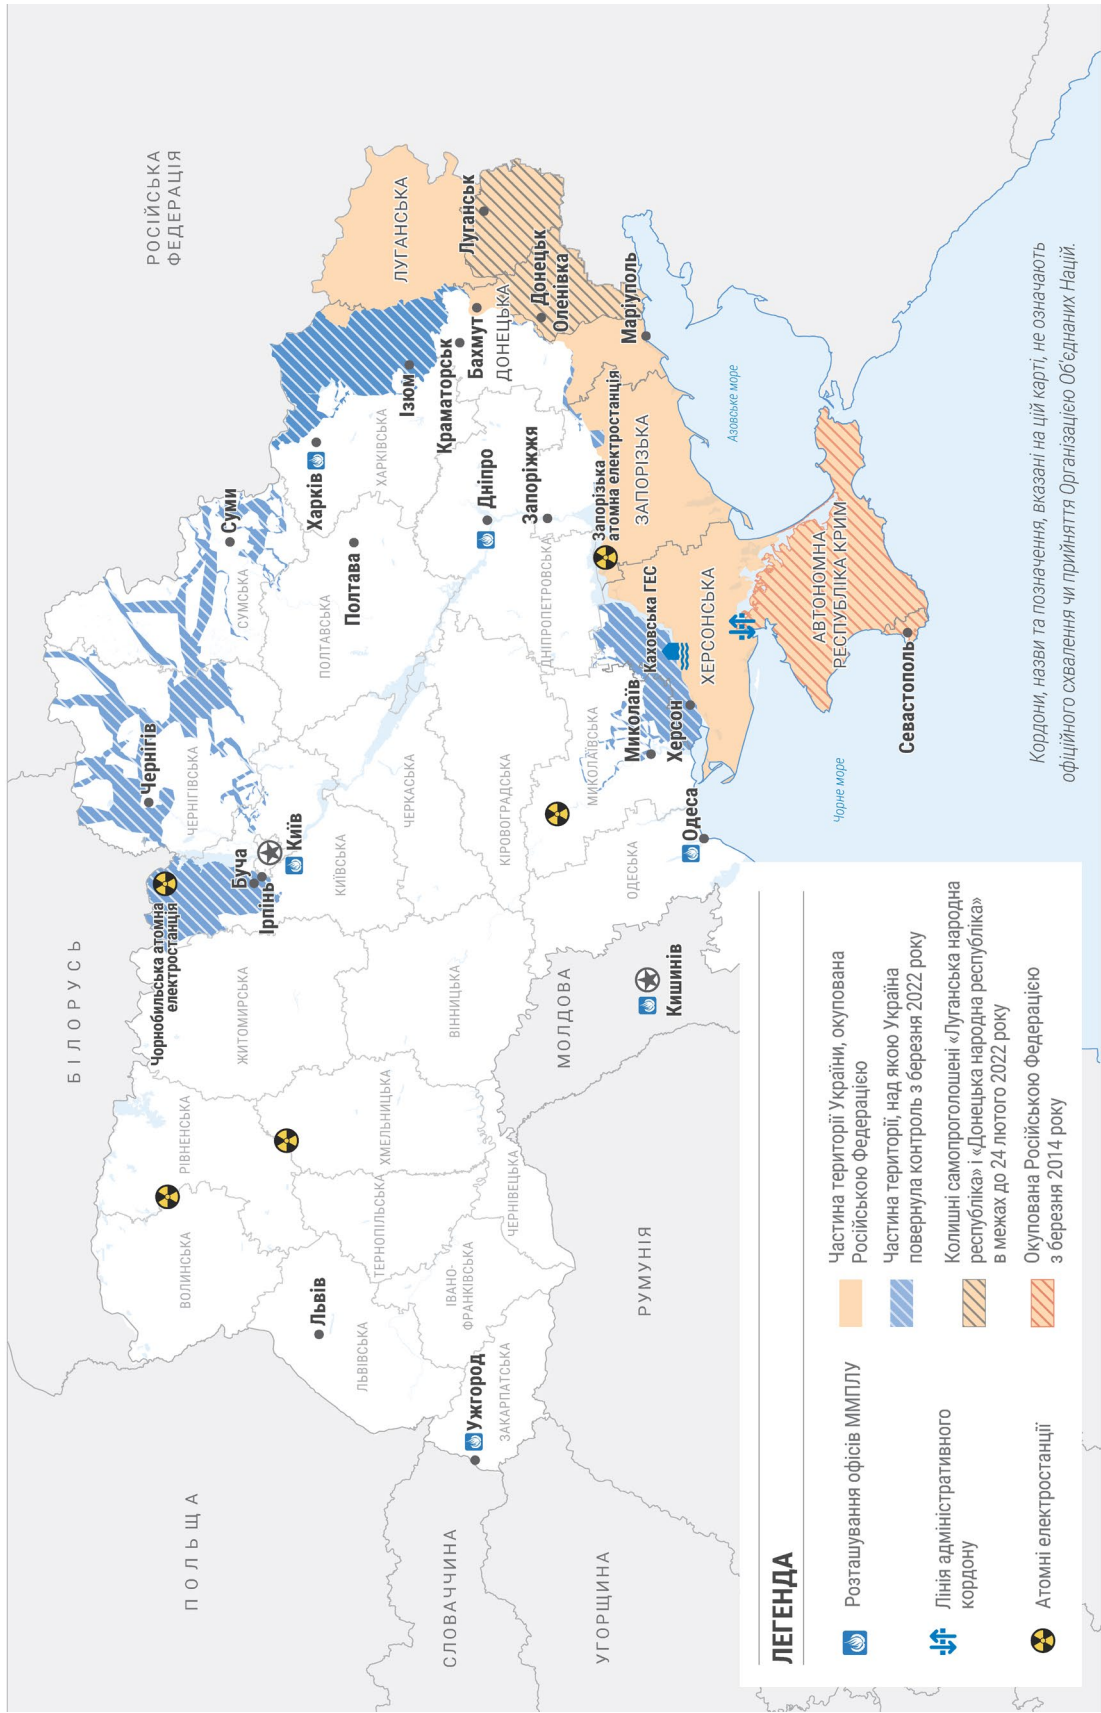 РОСІЙСЬКА
ФЕДЕРАЦІЯ
БІЛОРУСЬ
ПОЛЬЩА
СЛОВАЧЧИНА
УГОРЩИНА
РУМУНІЯ
МОЛДОВА
Кишинів
ВОЛИНСЬКА
РІВНЕНСЬКА
ЖИТОМИРСЬКА
Чорнобильська атомна
електростанція
Буча
Ірпінь
Київ
КИЇВСЬКА
Чернігів
ЧЕРНІГІВСЬКА
Суми
СУМСЬКА
Львів
ЛЬВІВСЬКА
ТЕРНОПІЛЬСЬКА
ХМЕЛЬНИЦЬКА
ІВАНО-
ФРАНКІВСЬКА
ЗАКАРПАТСЬКА
Ужгород
ЧЕРНІВЕЦЬКА
ВІННИЦЬКА
ЧЕРКАСЬКА
ПОЛТАВСЬКА
Полтава
Харків
ХАРКІВСЬКА
Ізюм
Краматорськ
Бахмут
ДОНЕЦЬКА
ЛУГАНСЬКА
Луганськ
Донецьк
Оленівка
Маріуполь
КІРОВОГРАДСЬКА
ДНІПРОПЕТРОВСЬКА
Дніпро
Запоріжжя
Запорізька
атомна електростанція
ЗАПОРІЗЬКА
МИКОЛАЇВСЬКА
Миколаїв
Херсон
Каховська ГЕС
ХЕРСОНСЬКА
ОДЕСЬКА
Одеса
АВТОНОМНА
РЕСПУБЛІКА КРИМ
Севастополь
Азовське море
Чорне море
Кордони, назви та позначення, вказані на цій карті, не означають
офіційного схвалення чи прийняття Організацією Об'єднаних Націй.
ЛЕГЕНДА
Розташування офісів ММПЛУ
Лінія адміністративного
кордону
Атомні електростанції
Частина території України, окупована
Російською Федерацією
Частина території, над якою Україна
повернула контроль з березня 2022 року
Колишні самопроголошені «Луганська народна
республіка» і «Донецька народна республіка»
в межах до 24 лютого 2022 року
Окупована Російською Федерацією
з березня 2014 року